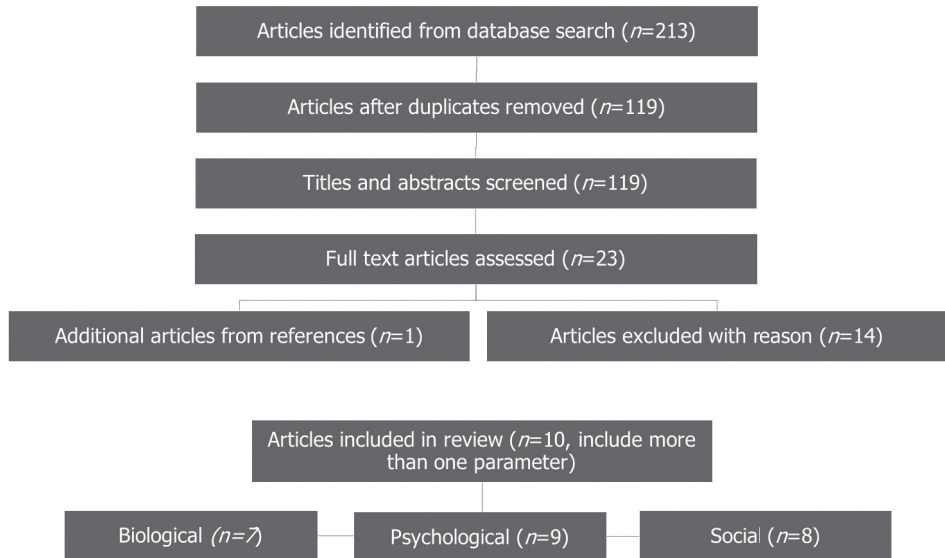 Articles identified from database search (n=213)
Articles after duplicates removed (n=119)
Titles and abstracts screened (n=119)
Full text articles assessed (n=23)
Additional articles from references (n=1)
Articles excluded with reason (n=14)
Articles included in review (n=10, include more
than one parameter)
Biological (n=7)
Psychological (n=9)
Social (n=8)